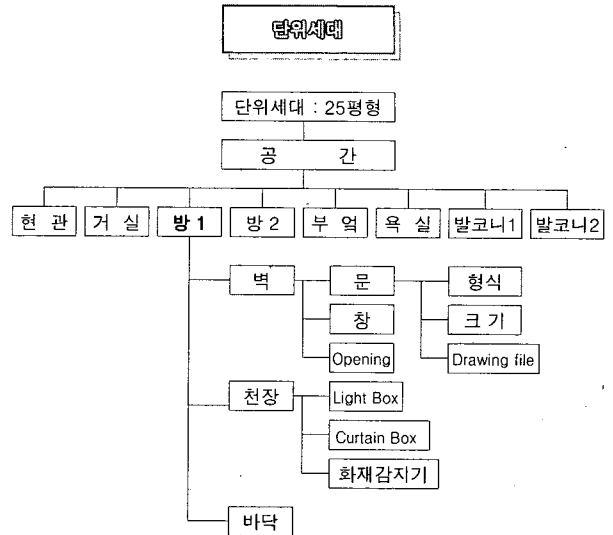 단위세대
단위세대 : 25평형
공 간
현 관 거 실 방 1 방 2 부 엌 욕 실 발코니1 발코니2
벽 문 형식
창 크 기
Opening Drawing file
천장 Light Box
Curtain Box
화재감지기
바닥